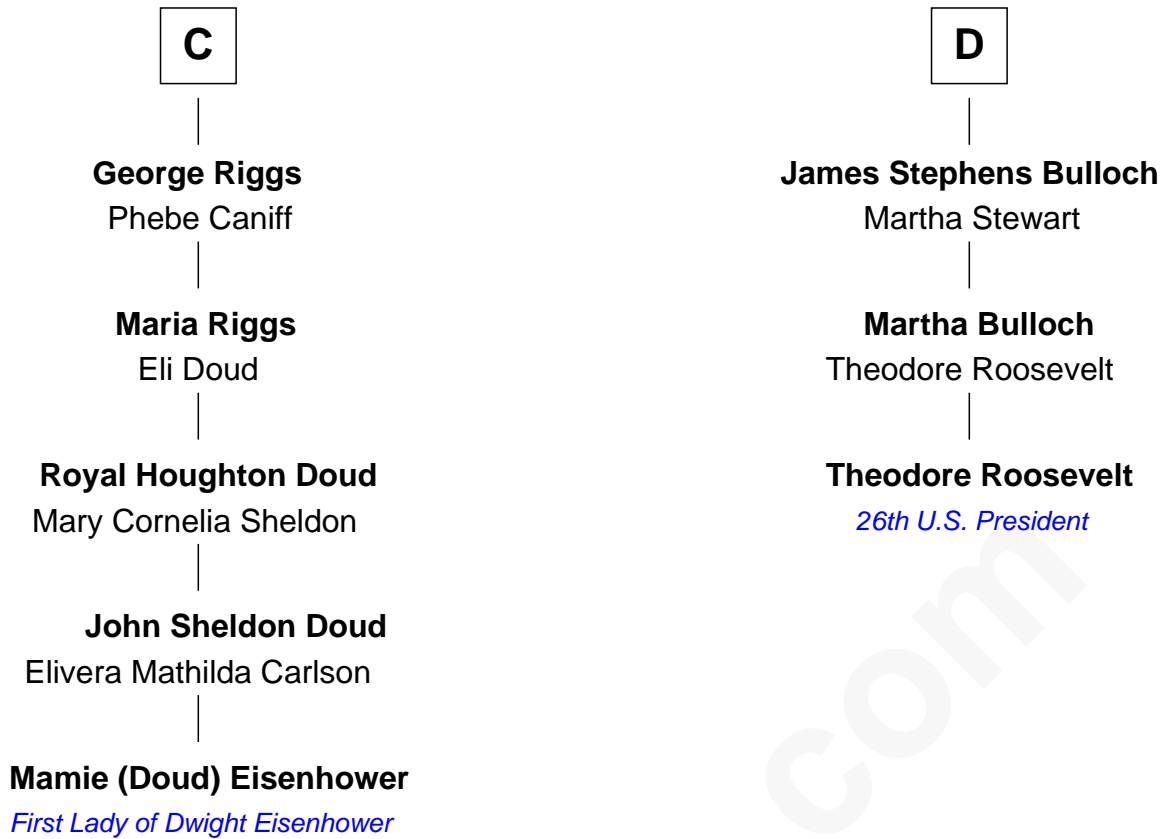 C
George Riggs
Phebe Caniff
Maria Riggs
Eli Doud
Royal Houghton Doud
Mary Cornelia Sheldon
John Sheldon Doud
Elivera Mathilda Carlson
Mamie (Doud) Eisenhower
First Lady of Dwight Eisenhower
D
James Stephens Bulloch
Martha Stewart
Martha Bulloch
Theodore Roosevelt
Theodore Roosevelt
26th U.S. President
com